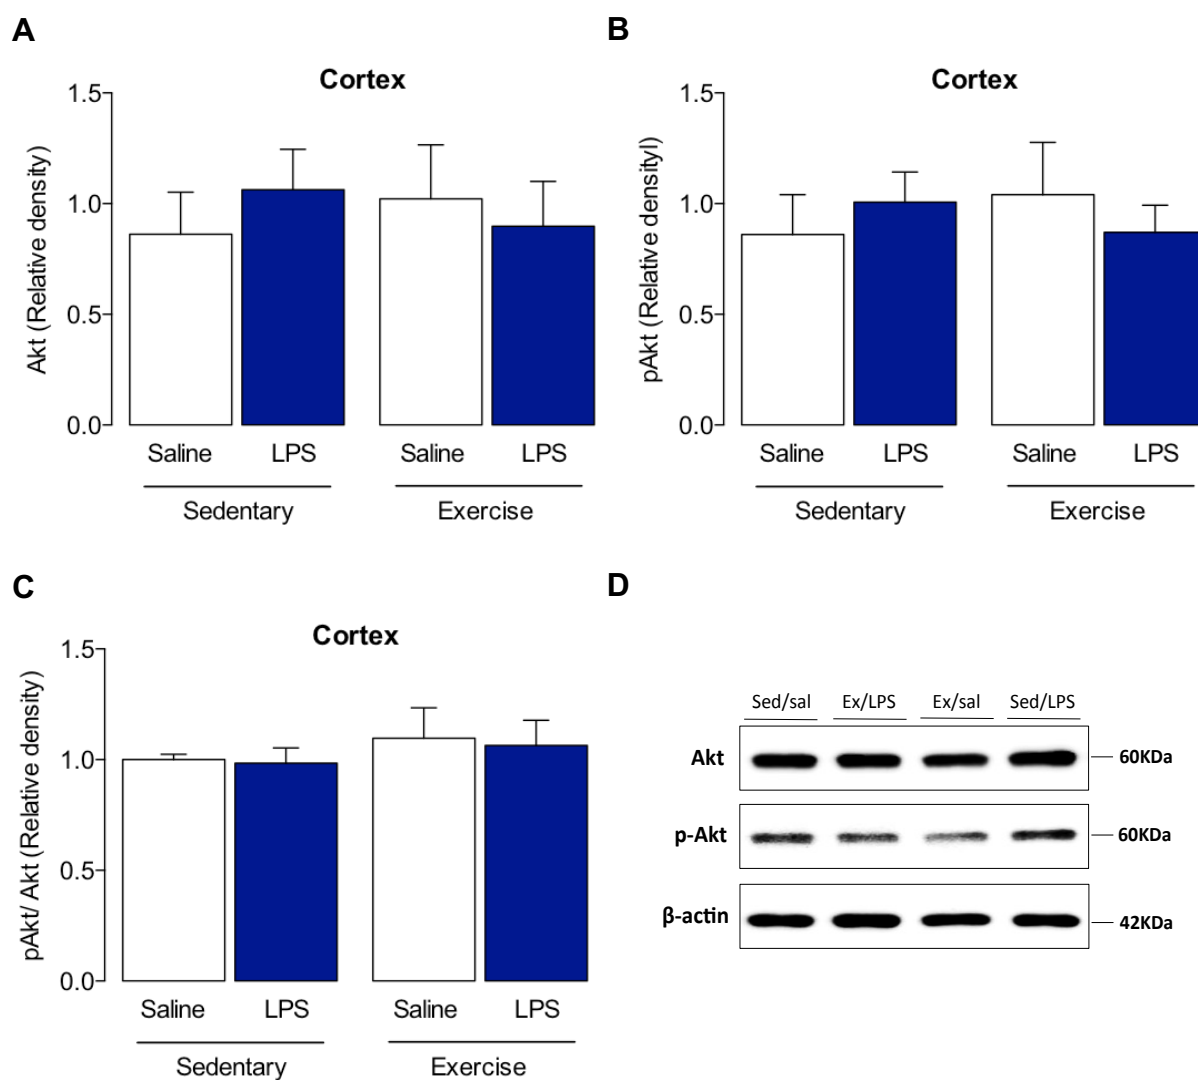 A
Cortex
Akt (Relative density)
1.5
1.0
0.5
0.0
Saline LPS Saline LPS
Sedentary Exercise
B
Cortex
pAkt (Relative densityl)
1.5
1.0
0.5
0.0
Saline LPS Saline LPS
Sedentary Exercise
C
Cortex
pAkt/ Akt (Relative density)
1.5
1.0
0.5
0.0
Saline LPS Saline LPS
Sedentary Exercise
D
Sed/sal Ex/LPS Ex/sal Sed/LPS
Akt 60KDa
p-Akt 60KDa
β-actin 42KDa